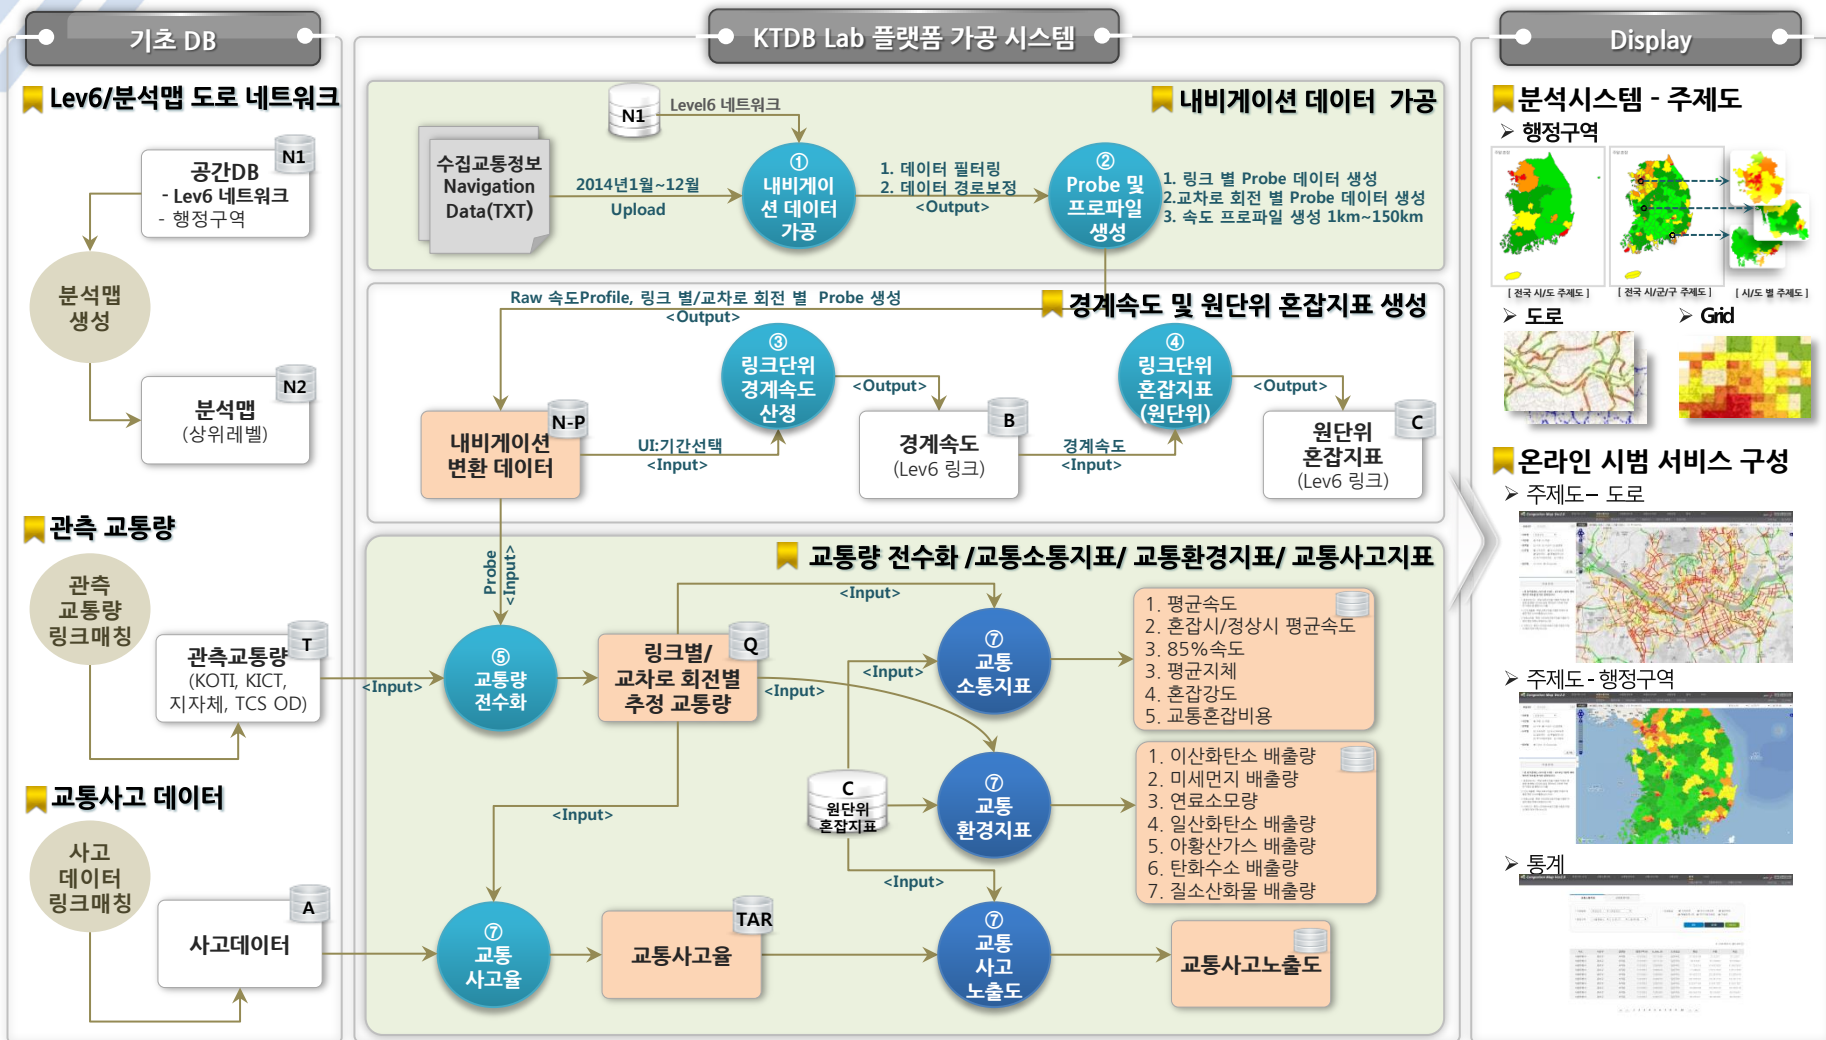 기초 DB
Lev6/분석맵 도로 네트워크
공간DB
- Lev6 네트워크
- 행정구역
N1
분석맵
생성
분석맵
(상위레벨)
N2
관측 교통량
관측
교통량
링크매칭
관측교통량
(KOTI, KICT,
지자체, TCS OD)
T
교통사고 데이터
사고
데이터
링크매칭
사고데이터
A
KTDB Lab 플랫폼 가공 시스템
내비게이션 데이터 가공
N1
Level6 네트워크
수집교통정보
Navigation
Data(TXT)
2014년1월~12월
Upload
①
내비게이
션 데이터
가공
1. 데이터 필터링
2. 데이터 경로보정
<Output>
②
Probe 및
프로파일
생성
1. 링크 별 Probe 데이터 생성
2.교차로 회전 별 Probe 데이터 생성
3. 속도 프로파일 생성 1km~150km
경계속도 및 원단위 혼잡지표 생성
Raw 속도Profile, 링크 별/교차로 회전 별 Probe 생성
<Output>
내비게이션
변환 데이터
N-P
UI:기간선택
<Input>
③
링크단위
경계속도
산정
<Output>
경계속도
(Lev6 링크)
B
경계속도
<Input>
④
링크단위
혼잡지표
(원단위)
<Output>
원단위
혼잡지표
(Lev6 링크)
C
교통량 전수화 /교통소통지표/ 교통환경지표/ 교통사고지표
Probe
<Input>
<Input>
⑤
교통량
전수화
링크별/
교차로 회전별
추정 교통량
Q
<Input>
<Input>
<Input>
⑦
교통
소통지표
1. 평균속도
2. 혼잡시/정상시 평균속도
3. 85%속도
3. 평균지체
4. 혼잡강도
5. 교통혼잡비용
C
원단위
혼잡지표
⑦
교통
환경지표
1. 이산화탄소 배출량
2. 미세먼지 배출량
3. 연료소모량
4. 일산화탄소 배출량
5. 아황산가스 배출량
6. 탄화수소 배출량
7. 질소산화물 배출량
<Input>
<Input>
⑦
교통
사고율
교통사고율
TAR
⑦
교통
사고
노출도
교통사고노출도
Display
분석시스템 - 주제도
➢ 행정구역
[ 전국 시/도 주제도 ]
[ 전국 시/군/구 주제도 ]
[ 시/도 별 주제도 ]
➢ 도로
➢ Grid
온라인 시범 서비스 구성
➢ 주제도– 도로
➢ 주제도 - 행정구역
➢ 통계